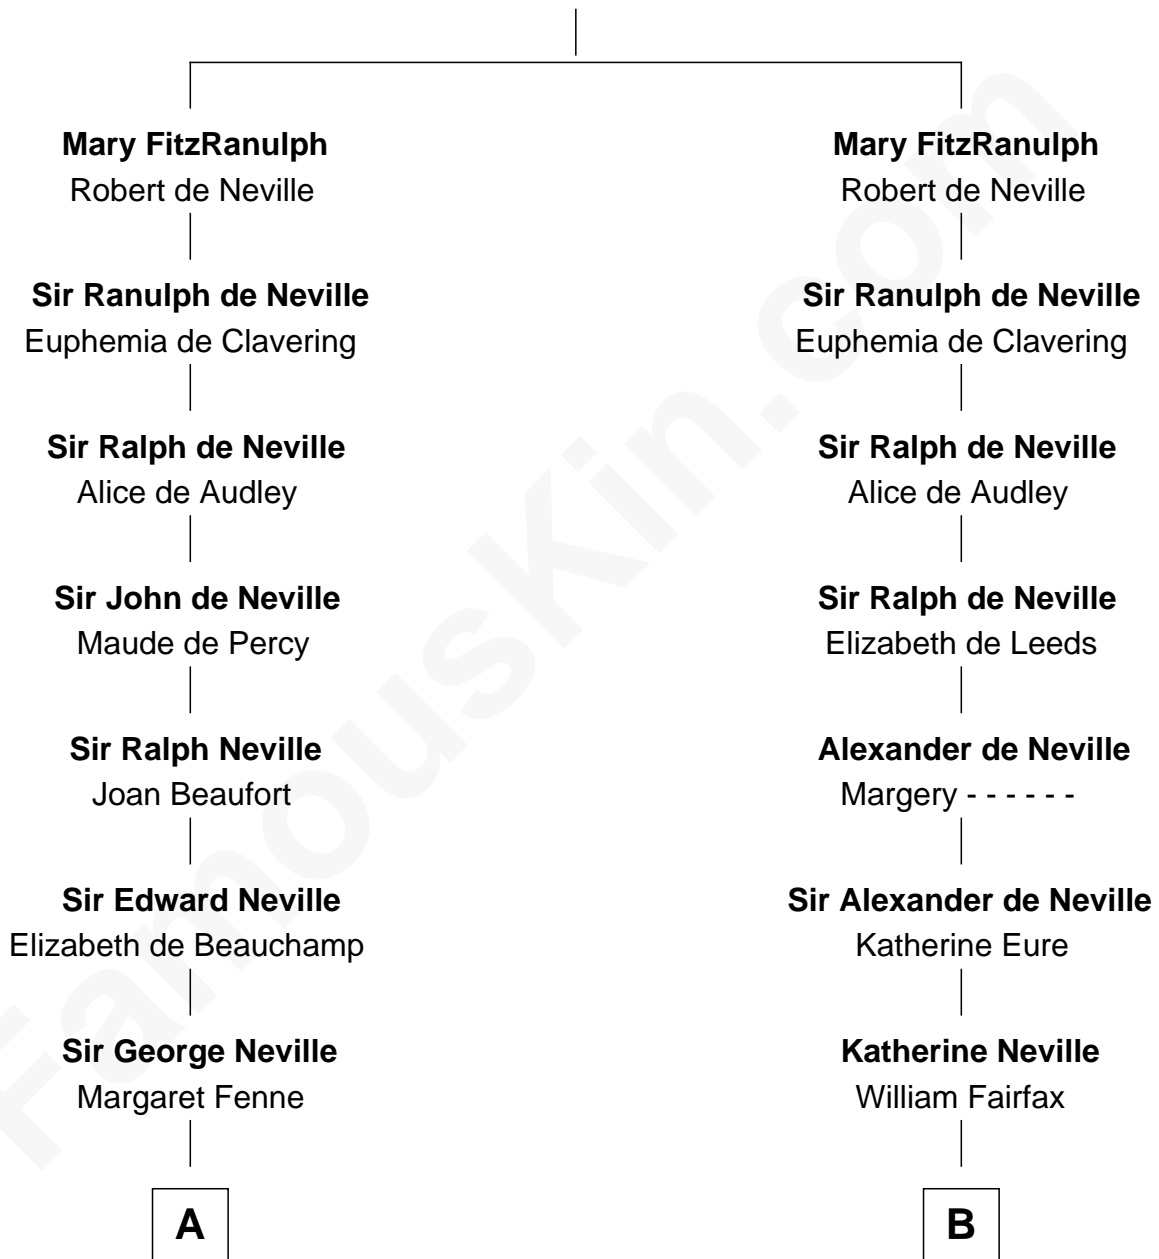 Mary FitzRanulph
Robert de Neville
Sir Ranulph de Neville
Euphemia de Clavering
Sir Ralph de Neville
Alice de Audley
Sir John de Neville
Maude de Percy
Sir Ralph Neville
Joan Beaufort
Sir Edward Neville
Elizabeth de Beauchamp
Sir George Neville
Margaret Fenne
A
Mary FitzRanulph
Robert de Neville
Sir Ranulph de Neville
Euphemia de Clavering
Sir Ralph de Neville
Alice de Audley
Sir Ralph de Neville
Elizabeth de Leeds
Alexander de Neville
Margery - - - - - -
Sir Alexander de Neville
Katherine Eure
Katherine Neville
William Fairfax
B
FamousKin.com